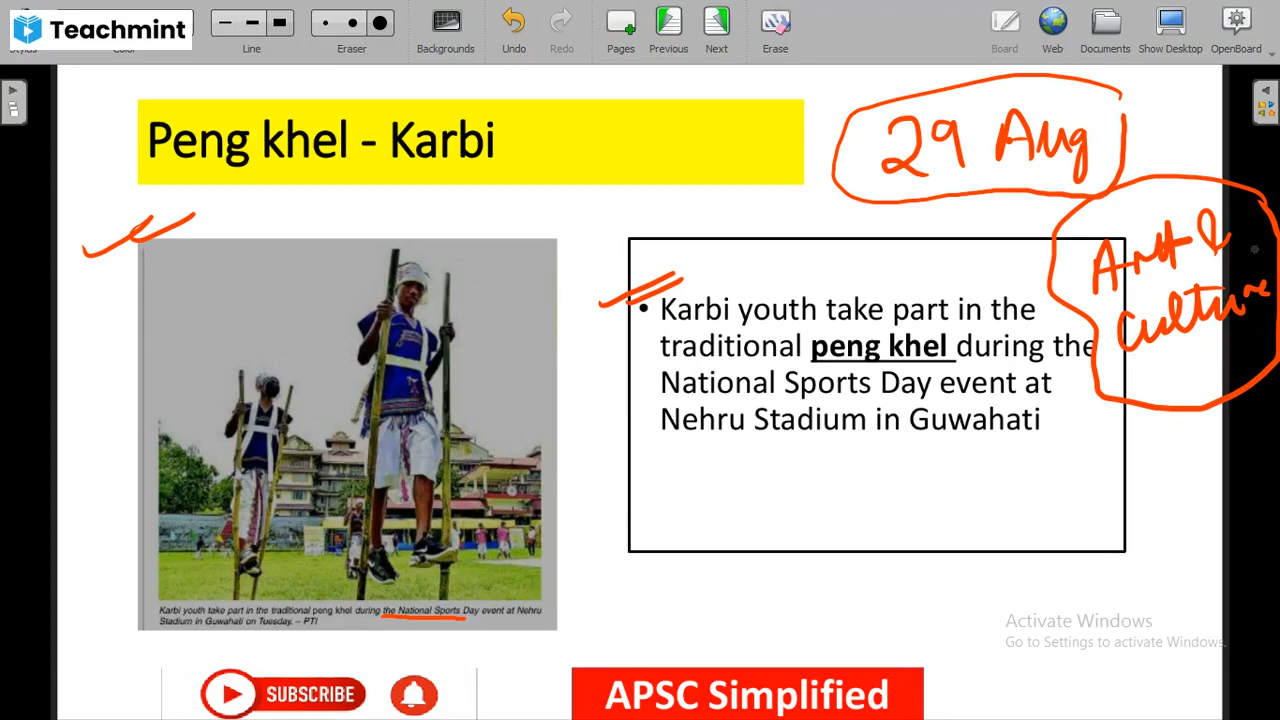 Teachmint
Color
Line
Eraser
Backgrounds
Undo
Redo
Pages
Previous
Next
Erase
Board
Web
Documents
Show Desktop
OpenBoard
Peng khel - Karbi
29 Aug
Art &
Culture
• Karbi youth take part in the
traditional peng khel during the
National Sports Day event at
Nehru Stadium in Guwahati
Karbi youth take part in the traditional peng khel during the National Sports Day event at Nehru
Stadium in Guwahati on Tuesday. – PTI
Activate Windows
Go to Settings to activate Windows.
SUBSCRIBE
APSC Simplified